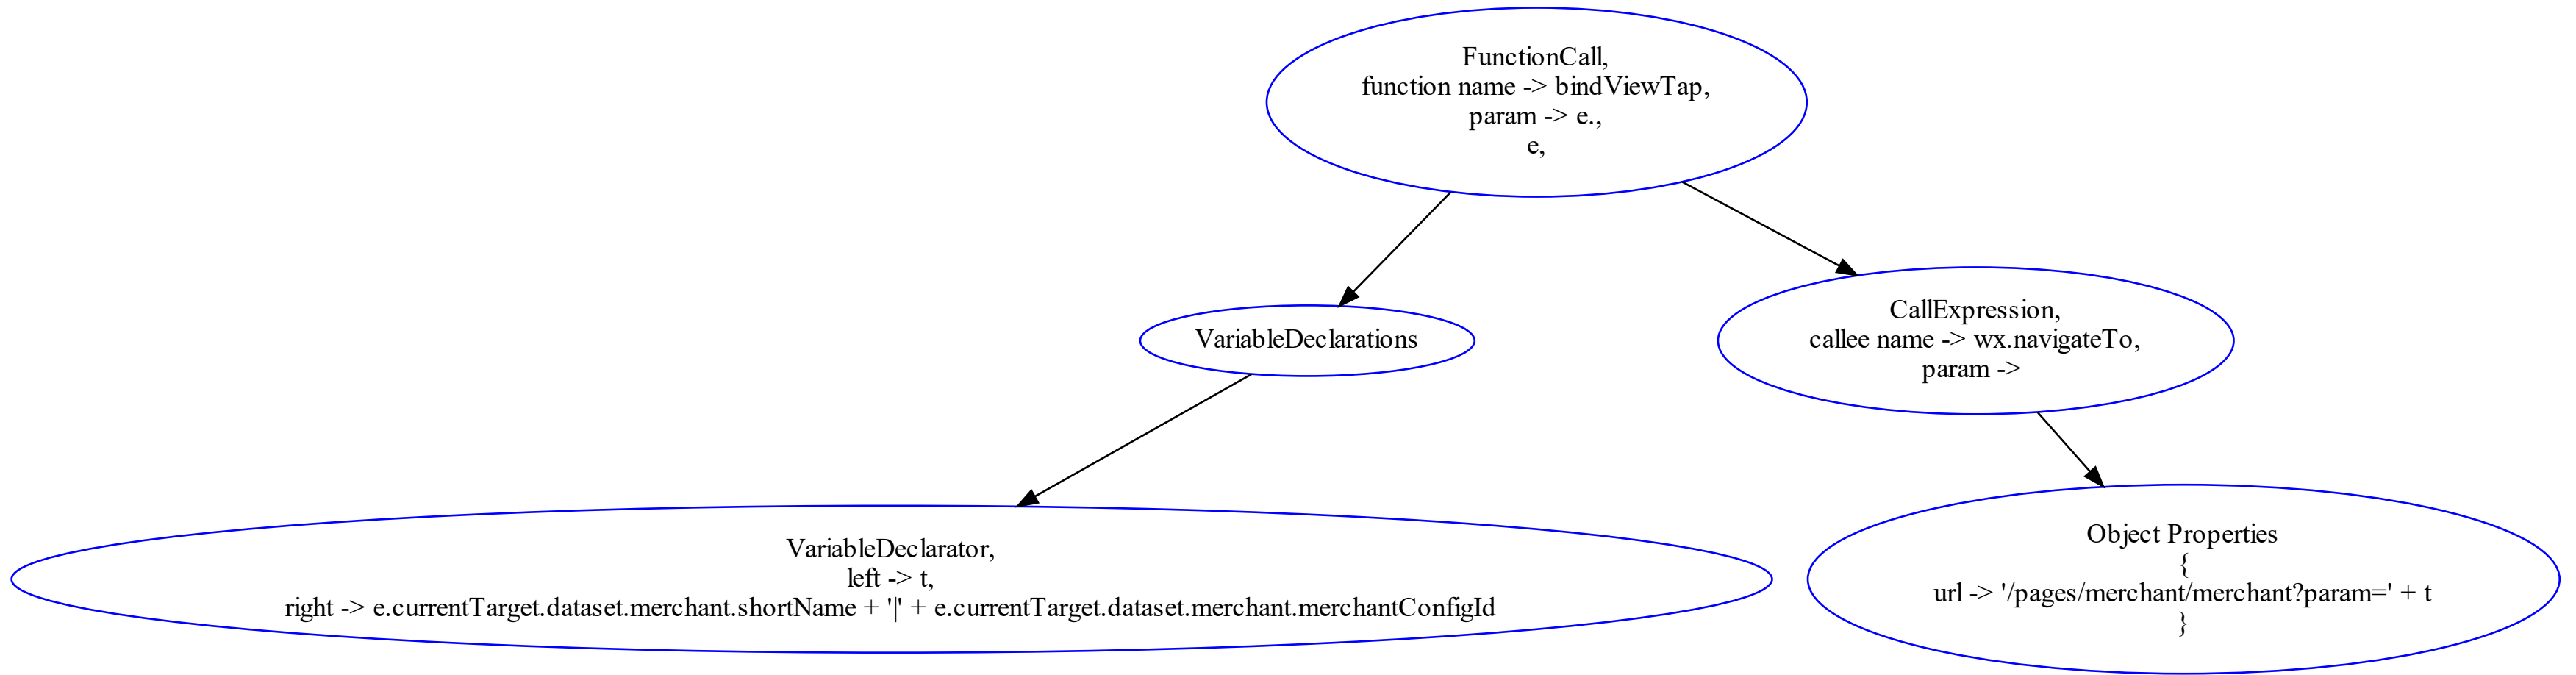 FunctionCall,
function name -> bindViewTap,
param -> e.,
e,
VariableDeclarations
CallExpression,
callee name -> wx.navigateTo,
param ->
VariableDeclarator,
left -> t,
right -> e.currentTarget.dataset.merchant.shortName + '|' + e.currentTarget.dataset.merchant.merchantConfigId
Object Properties
{
url -> '/pages/merchant/merchant?param=' + t
}